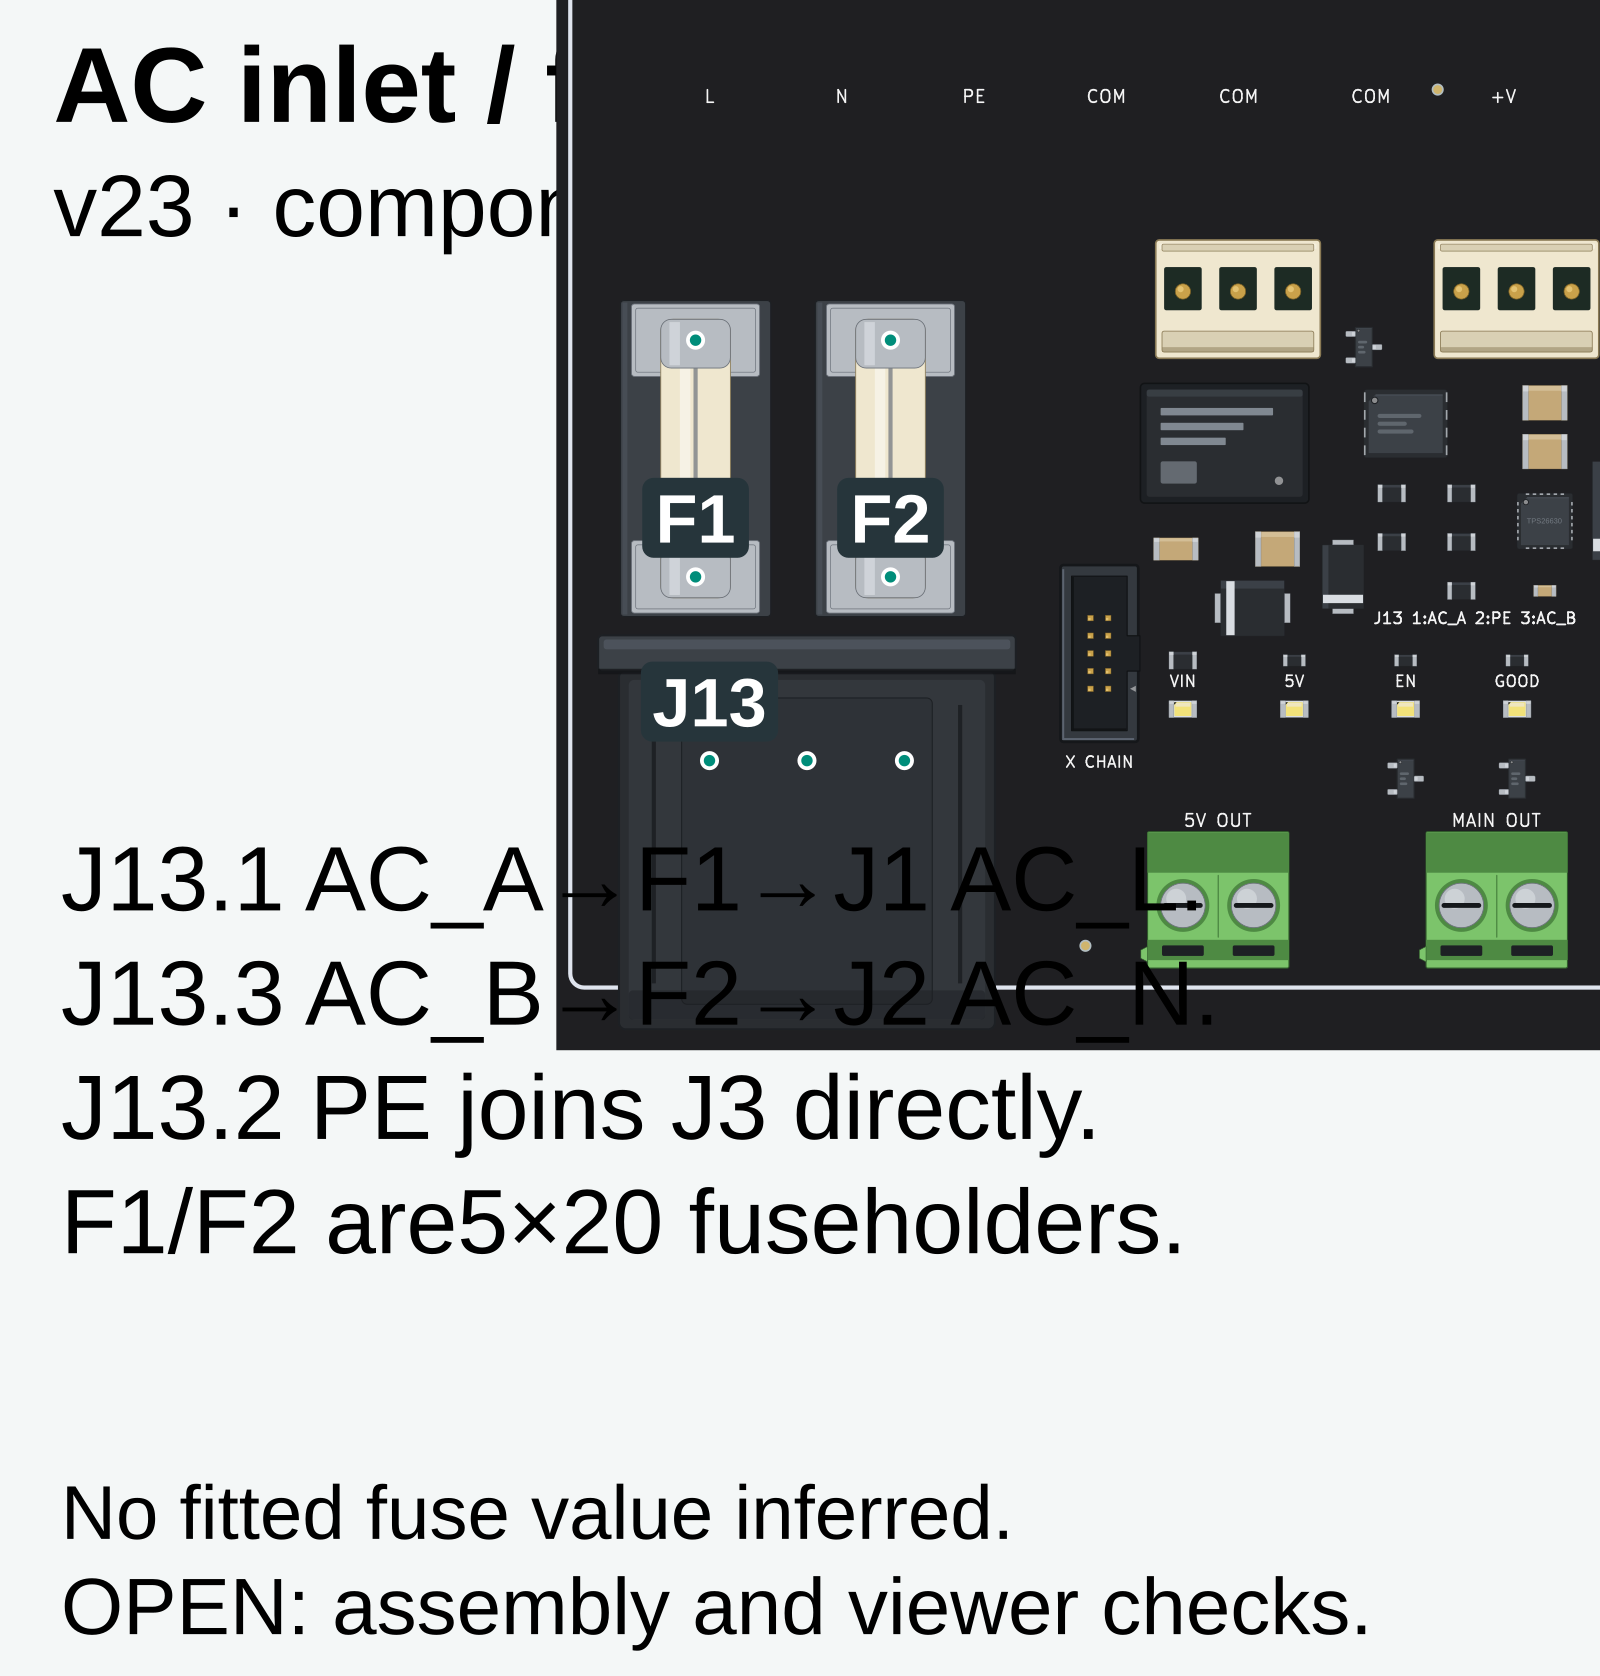 AC inlet /
v23 · compon
L N PE COM COM COM +V
F1 F2
TPS26630
J13 1:AC_A 2:PE 3:AC_B
J13
VIN 5V EN GOOD
X CHAIN
5V OUT MAIN OUT
J13.1 AC_A→F1→J1 AC_L.
J13.3 AC_B→F2→J2 AC_N.
J13.2 PE joins J3 directly.
F1/F2 are5×20 fuseholders.
No fitted fuse value inferred.
OPEN: assembly and viewer checks.